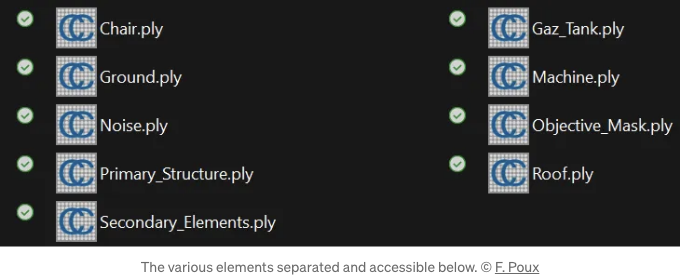 Chair.ply
Ground.ply
Noise.ply
Primary_Structure.ply
Secondary_Elements.ply
Gaz_Tank.ply
Machine.ply
Objective_Mask.ply
Roof.ply
The various elements separated and accessible below. © F. Poux